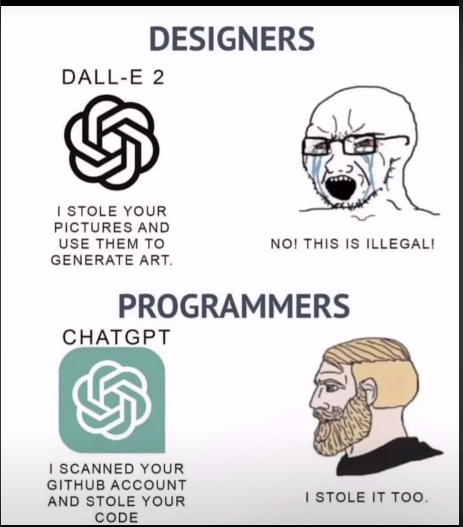 DESIGNERS
DALL-E 2
I STOLE YOUR
PICTURES AND
USE THEM TO
GENERATE ART.
NO! THIS IS ILLEGAL!
PROGRAMMERS
CHATGPT
I SCANNED YOUR
GITHUB ACCOUNT
AND STOLE YOUR
CODE
I STOLE IT TOO.